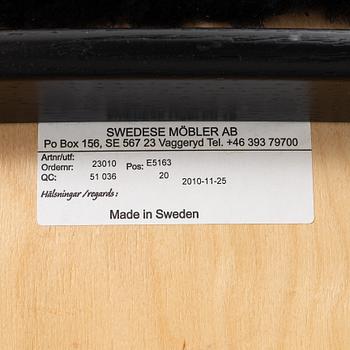 SWEDESE MÖBLER AB
Po Box 156, SE 567 23 Vaggeryd Tel. +46 393 79700
Artnr/utf:
Ordernr: 23010 Pos: E5163
QC: 51 036 20 2010-11-25
Hälsningar /regards:
Made in Sweden